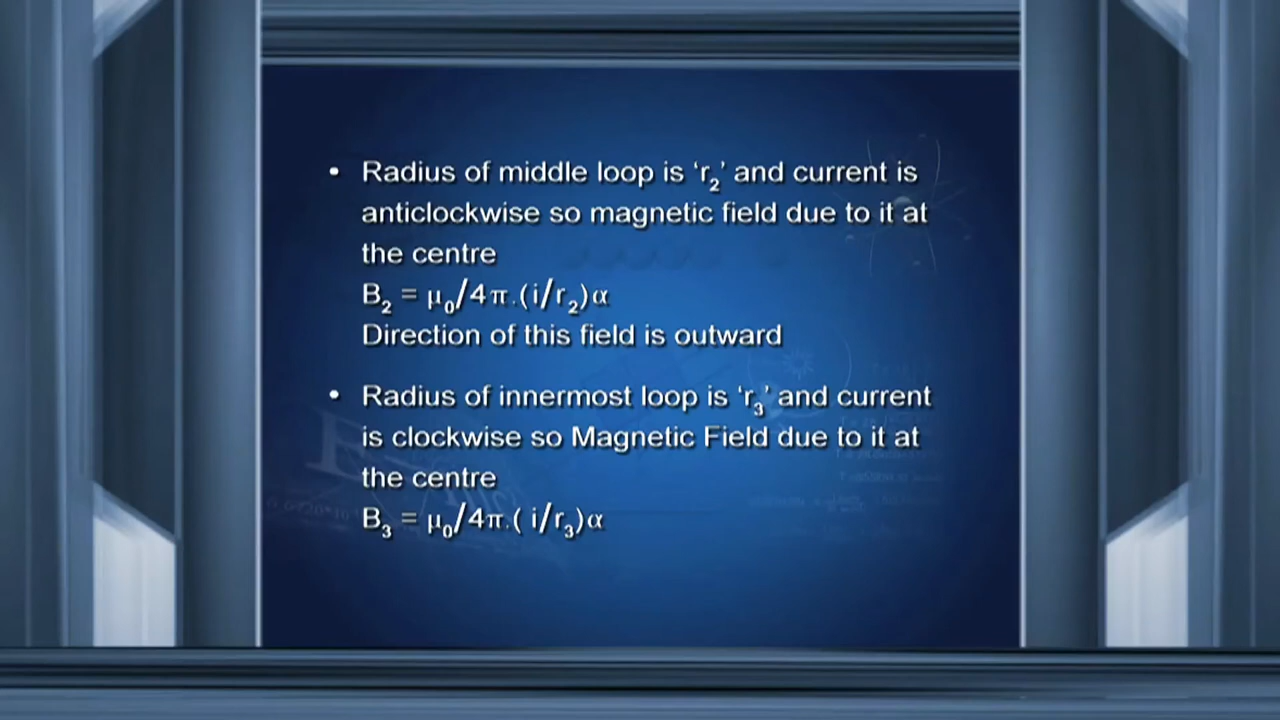 • Radius of middle loop is ‘r₂’ and current is
anticlockwise so magnetic field due to it at
the centre
B₂ = μ₀/4π.(i/r₂)α
Direction of this field is outward
• Radius of innermost loop is ‘r₃’ and current
is clockwise so Magnetic Field due to it at
the centre
B₃ = μ₀/4π.( i/r₃)α